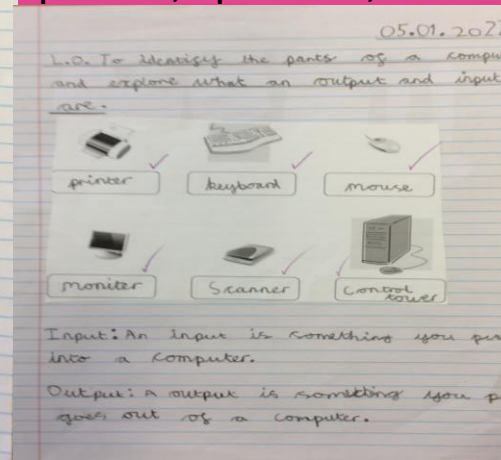 05.01.202
L.O. To identify the parts of a compu
and explore what an output and input
are.
printer keyboard mouse
moniter Scanner Control
tower
Input: An input is something you
into a computer.
Output: A output is something you
goes out of a computer.